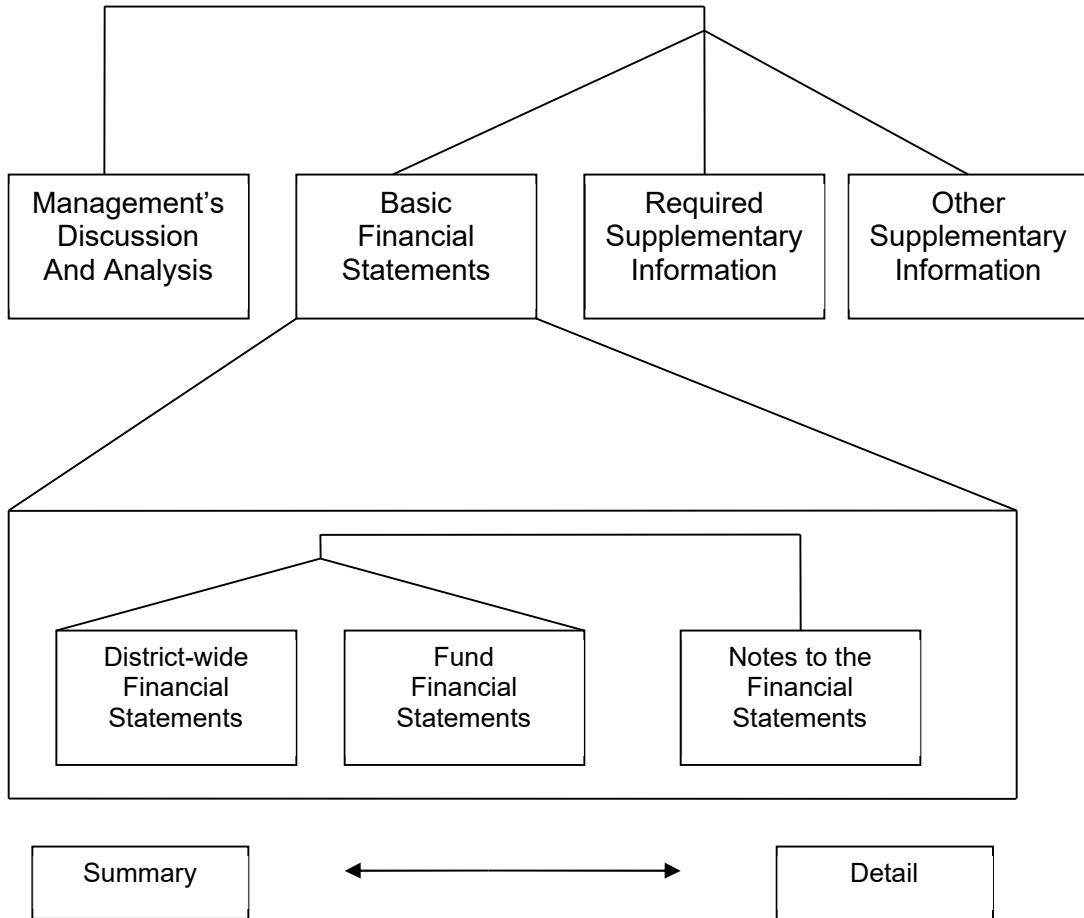 Management’s
Discussion
And Analysis
Basic
Financial
Statements
Required
Supplementary
Information
Other
Supplementary
Information
District-wide
Financial
Statements
Fund
Financial
Statements
Notes to the
Financial
Statements
Summary
Detail